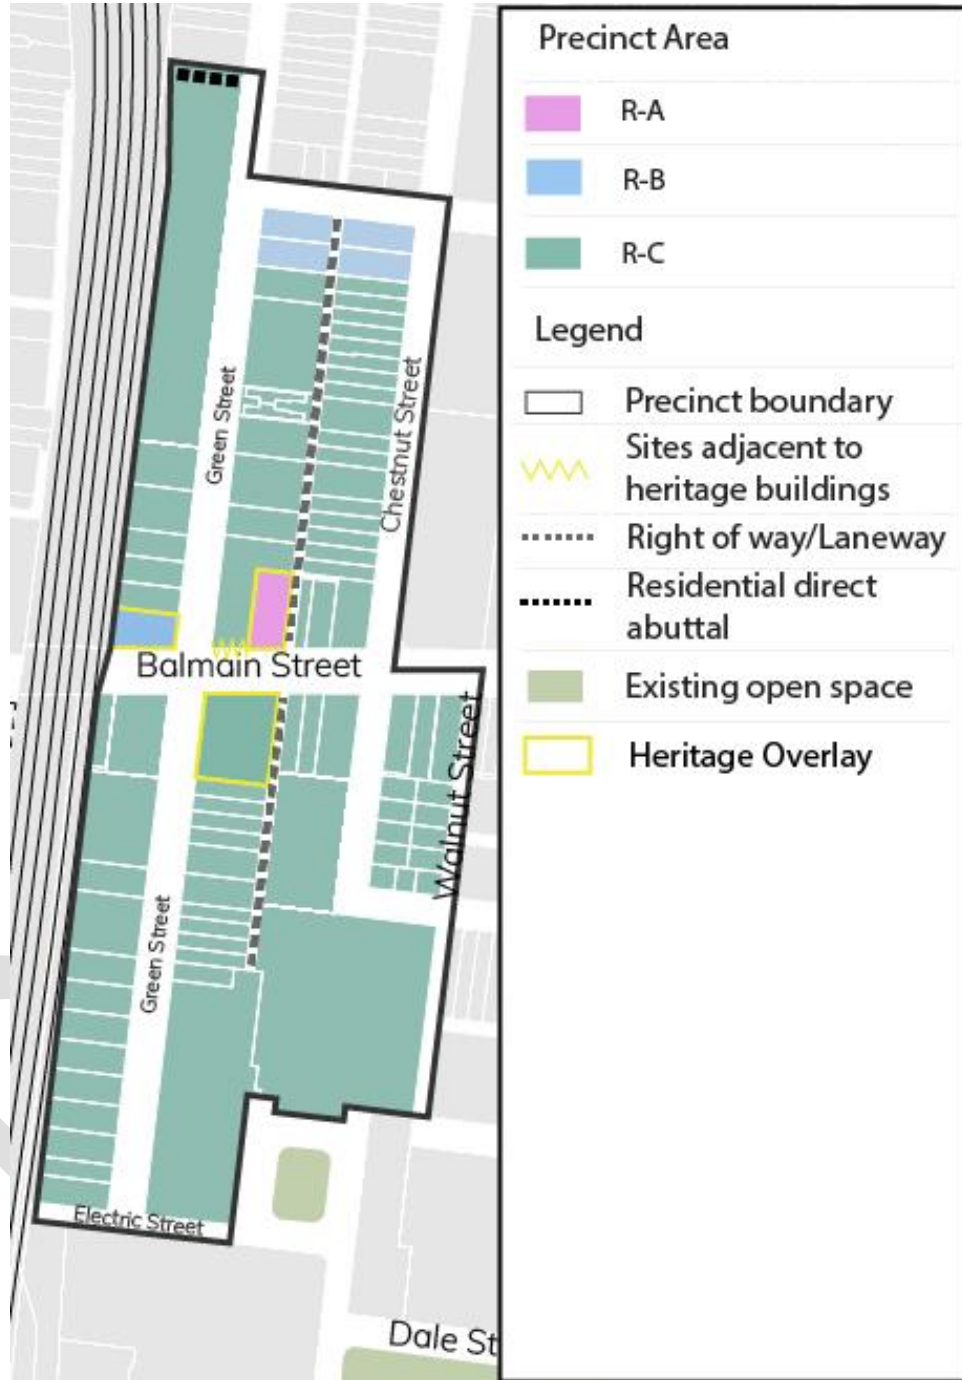 Precinct Area
R-A
R-B
R-C
Legend
Precinct boundary
Sites adjacent to
heritage buildings
Right of way/Laneway
Residential direct
abuttal
Existing open space
Heritage Overlay
Green Street
Chestnut Street
Balmain Street
Walnut Street
Green Street
Electric Street
Dale St